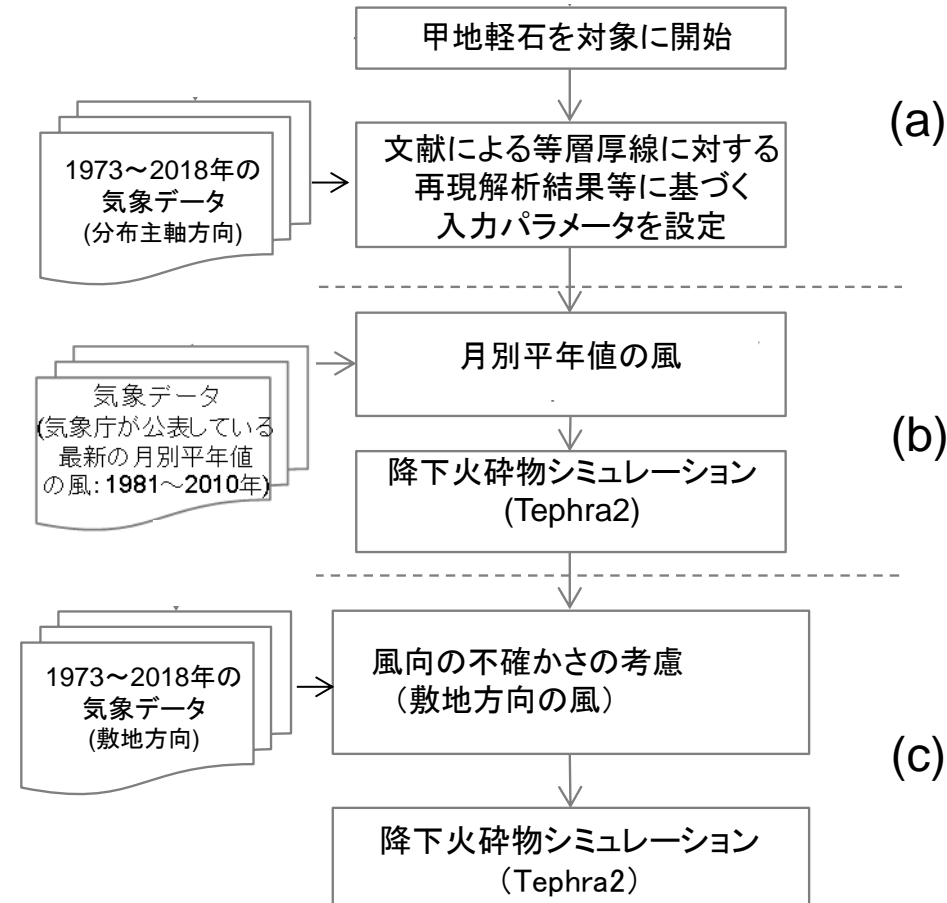 甲地軽石を対象に開始
(a)
1973～2018年の
気象データ
(分布主軸方向)
文献による等層厚線に対する
再現解析結果等に基づく
入力パラメータを設定
月別平年値の風
気象データ
(気象庁が公表している
最新の月別平年値
の風：1981～2010年)
(b)
降下火砕物シミュレーション
(Tephra2)
1973～2018年の
気象データ
(敷地方向)
風向の不確かさの考慮
（敷地方向の風）
(c)
降下火砕物シミュレーション
（Tephra2）